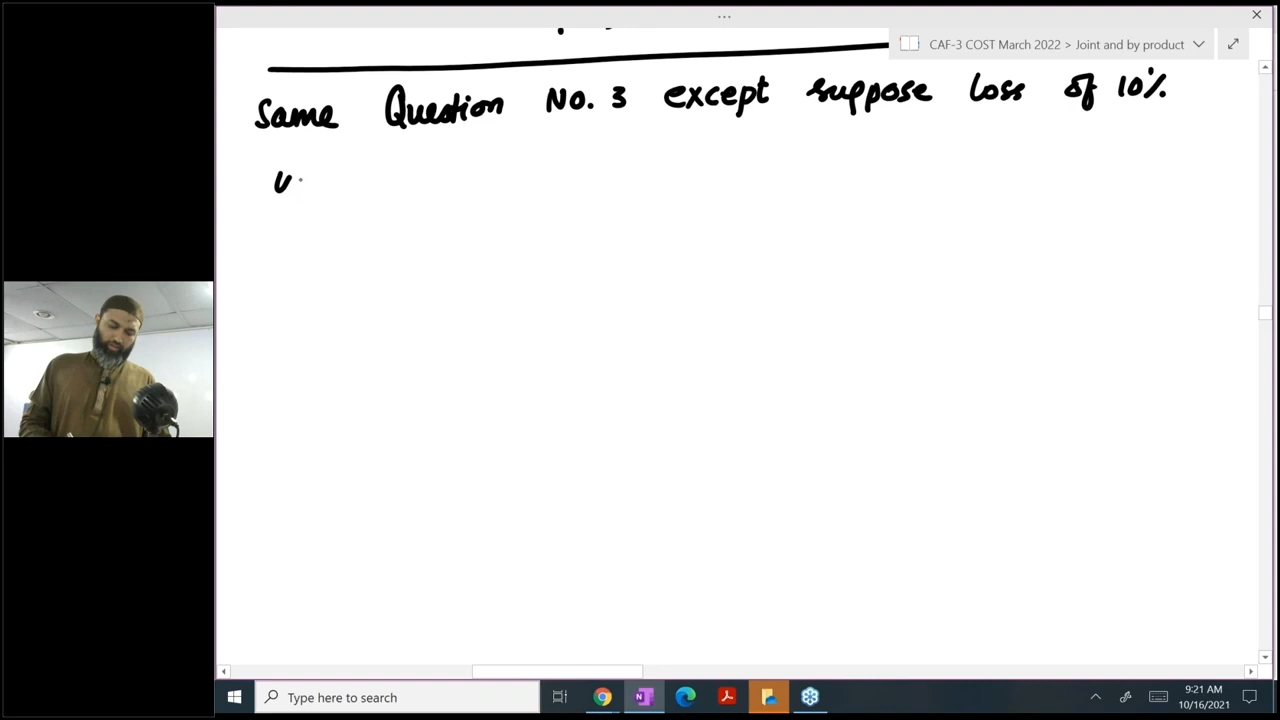 CAF-3 COST March 2022 > Joint and by product
Same Question No. 3 except suppose Loss of 10%
Type here to search
9:21 AM
10/16/2021